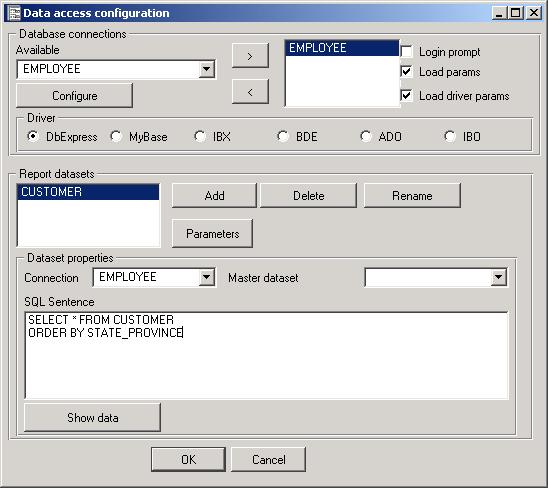 Data access configuration
Database connections
Available
EMPLOYEE
Configure
>
<
EMPLOYEE
Login prompt
Load params
Load driver params
Driver
DbExpress MyBase IBX BDE ADO IBO
Report datasets
CUSTOMER
Add Delete Rename
Parameters
Dataset properties
Connection EMPLOYEE Master dataset
SQL Sentence
SELECT * FROM CUSTOMER
ORDER BY STATE_PROVINCE
Show data
OK Cancel